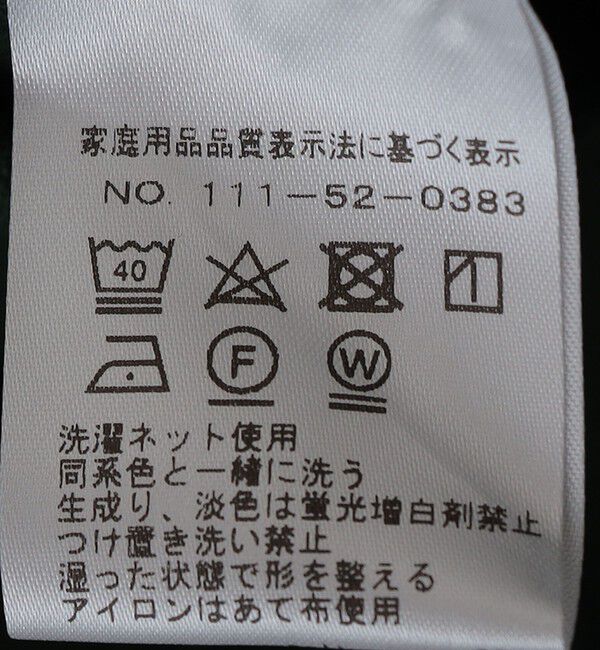 家庭用品品質表示法に基づく表示
NO. 111-52-0383
40
F W
洗濯ネット使用
同系色と一緒に洗う
生成り、淡色は蛍光増白剤禁止
つけ置き洗い禁止
湿った状態で形を整える
アイロンはあて布使用